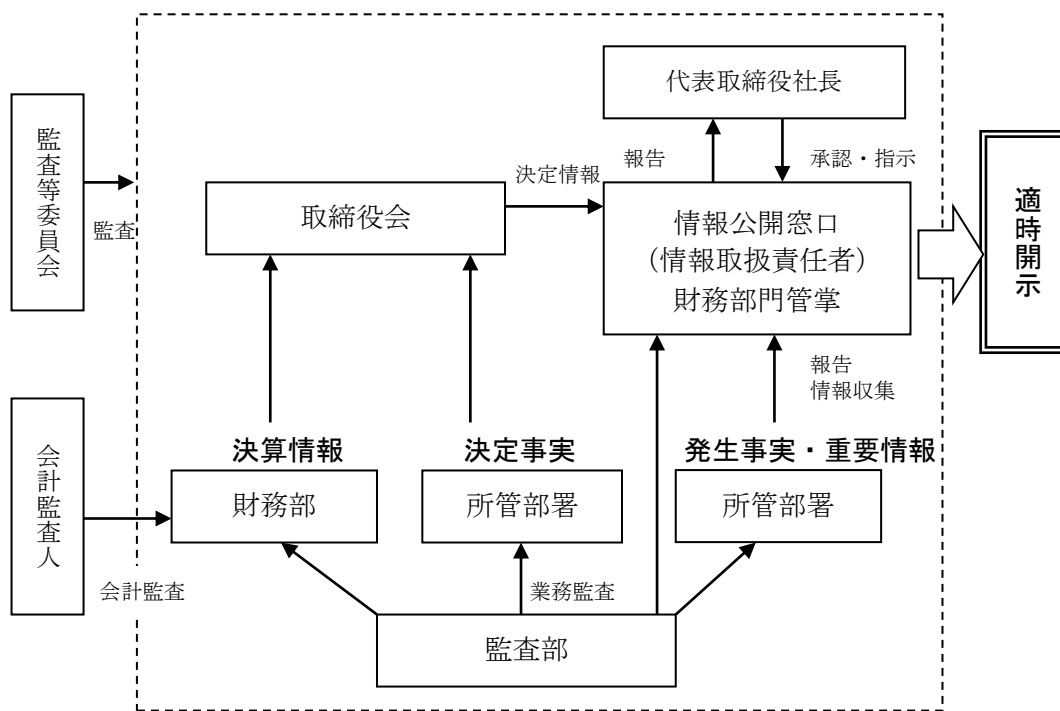 代表取締役社長
監査等委員会
監査
報告
承認・指示
決定情報
取締役会
情報公開窓口
（情報取扱責任者）
財務部門管掌
適時開示
報告
情報収集
決算情報
決定事実
発生事実・重要情報
会計監査人
財務部
所管部署
所管部署
会計監査
業務監査
監査部